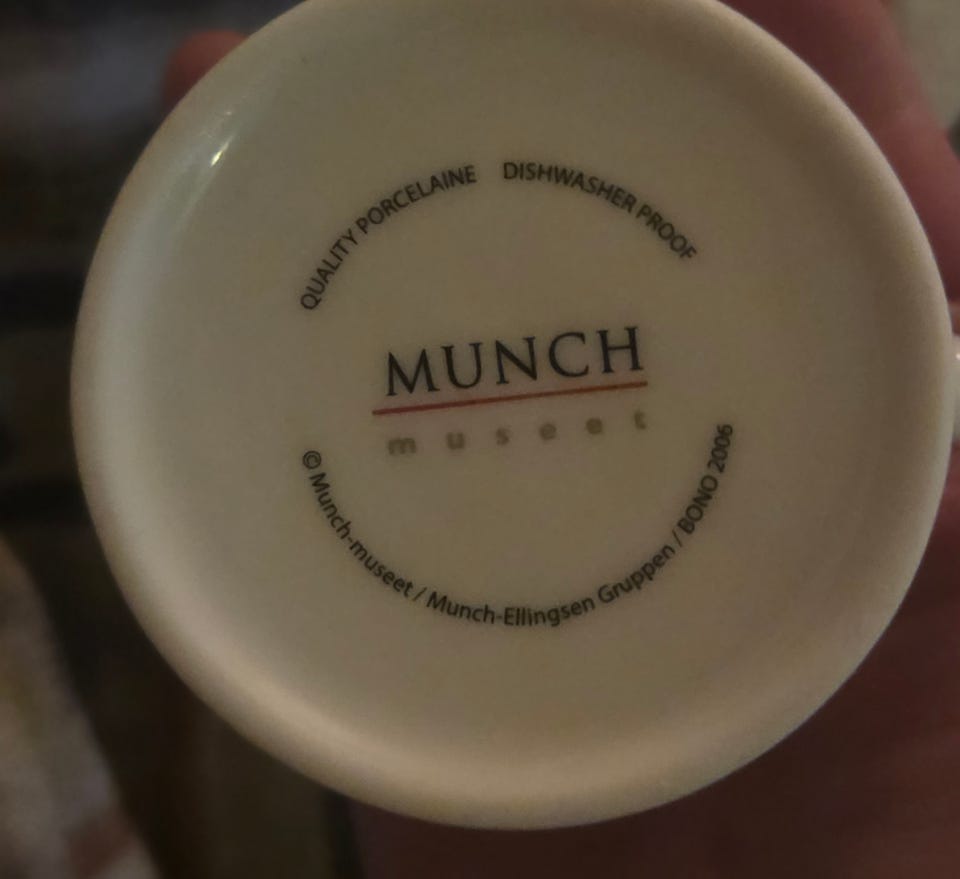 QUALITY PORCELAINE DISHWASHER PROOF
MUNCH
museet
© Munch-museet / Munch-Ellingsen Gruppen / BONO 2006